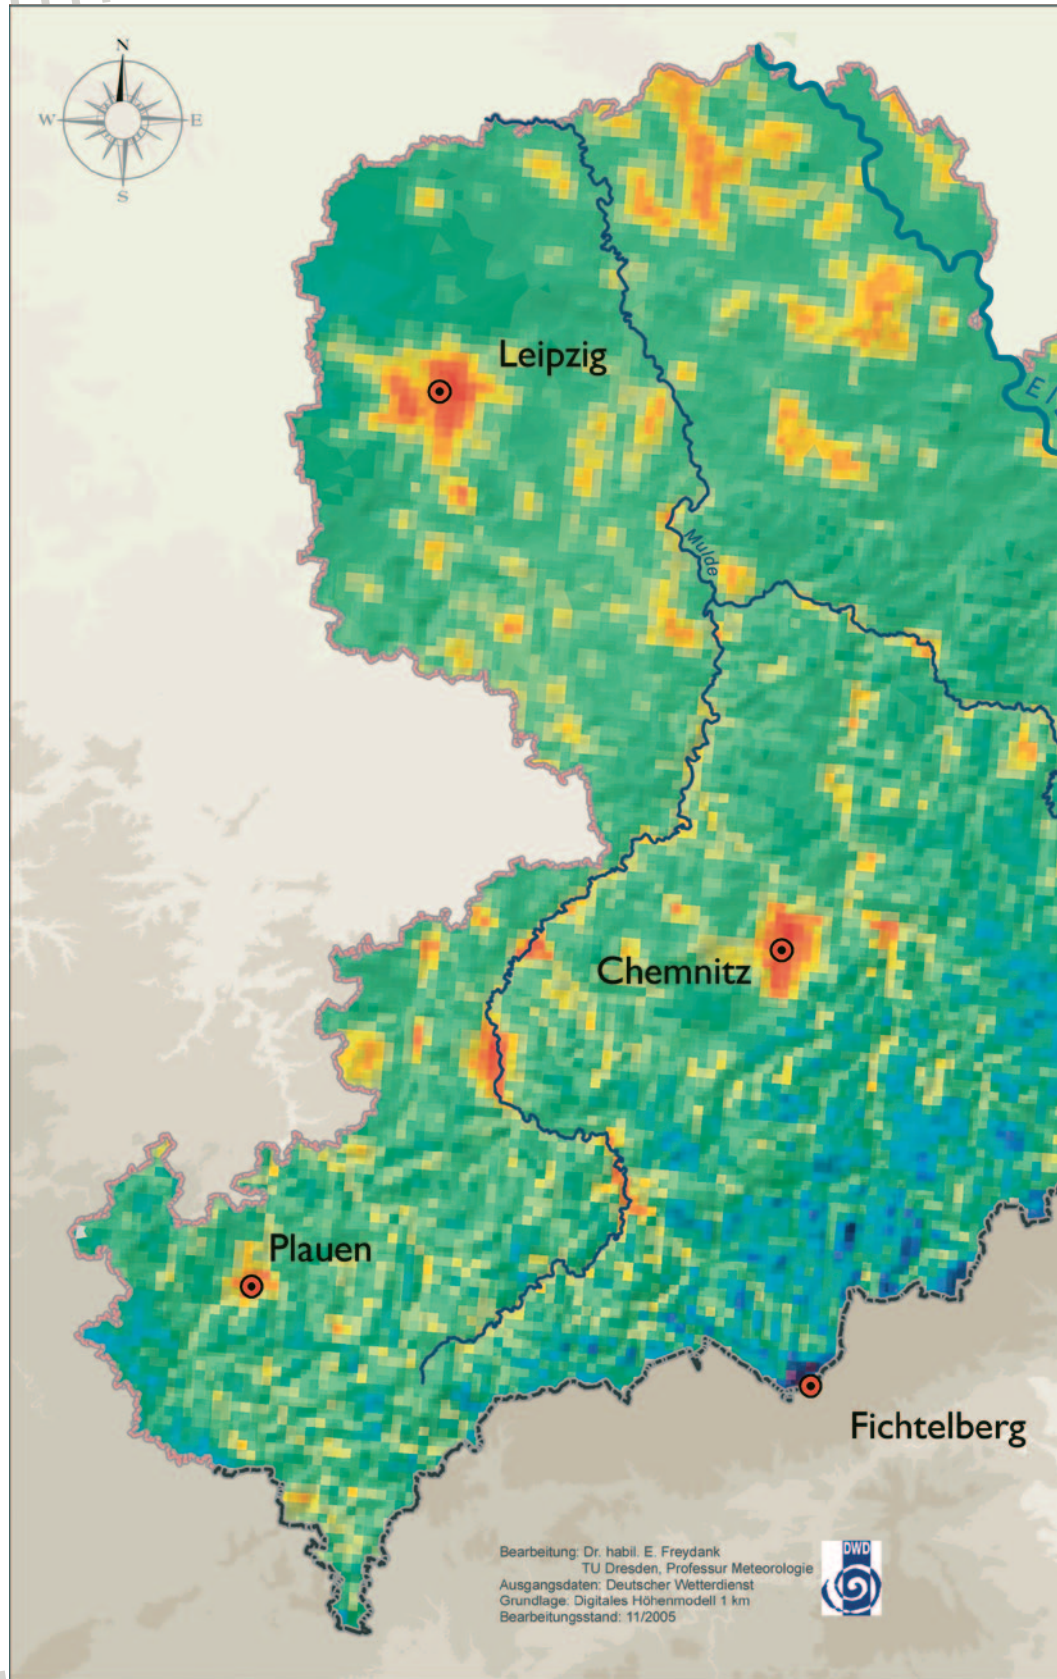 N
W E
S
Leipzig
El
Mulde
Chemnitz
Plauen
Fichtelberg
Bearbeitung: Dr. habil. E. Freydank
TU Dresden, Professur Meteorologie
Ausgangsdaten: Deutscher Wetterdienst
Grundlage: Digitales Höhenmodell 1 km
Bearbeitungsstand: 11/2005
DWD